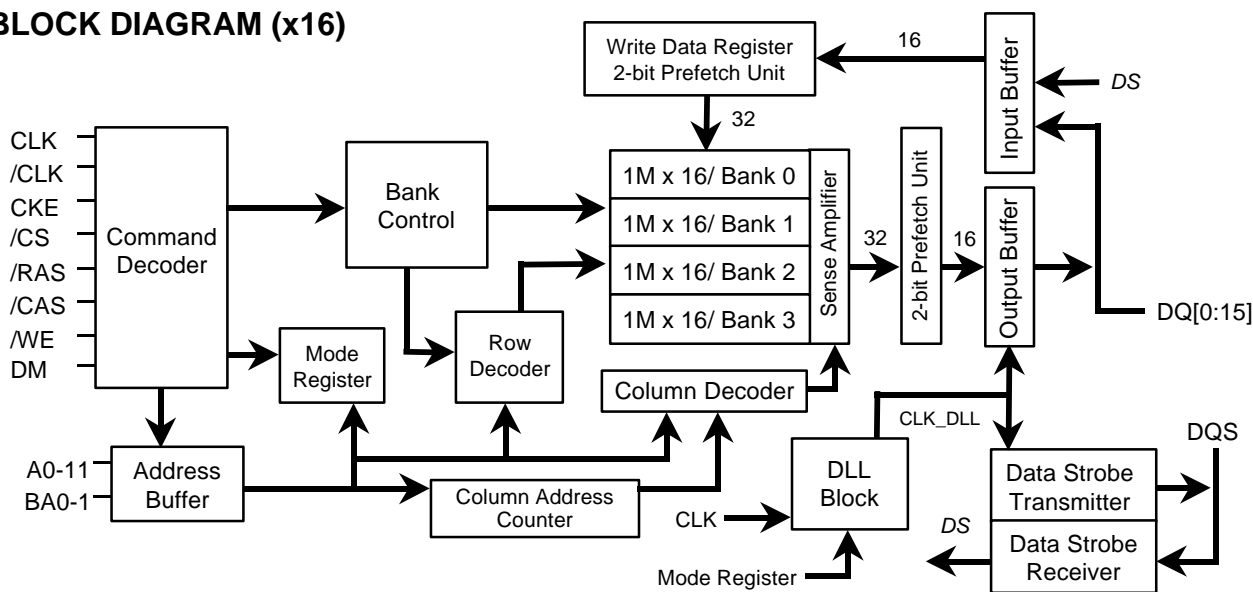 BLOCK DIAGRAM (x16)
Write Data Register
2-bit Prefetch Unit
16
Input Buffer
DS
32
CLK
/CLK
CKE
/CS
/RAS
/CAS
/WE
DM
Command
Decoder
Bank
Control
1M x 16/ Bank 0
1M x 16/ Bank 1
1M x 16/ Bank 2
1M x 16/ Bank 3
Sense Amplifier
32
2-bit Prefetch Unit
16
Output Buffer
DQ[0:15]
Mode
Register
Row
Decoder
Column Decoder
CLK_DLL
DQS
A0-11
BA0-1
Address
Buffer
Column Address
Counter
DLL
Block
CLK
Mode Register
Data Strobe
Transmitter
Data Strobe
Receiver
DS